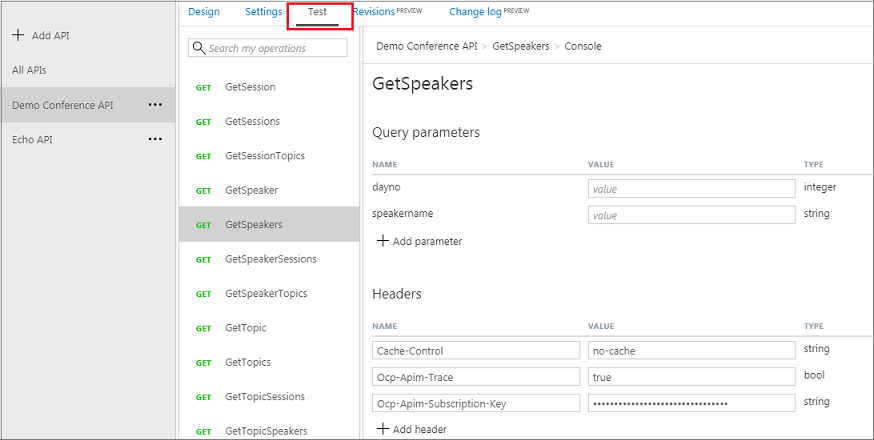 Design Settings Test Revisions PREVIEW Change log PREVIEW
Add API
All APIs
Demo Conference API •••
Echo API •••
Search my operations
GET GetSession
GET GetSessions
GET GetSessionTopics
GET GetSpeaker
GET GetSpeakers
GET GetSpeakerSessions
GET GetSpeakerTopics
GET GetTopic
GET GetTopics
GET GetTopicSessions
GET GetTopicSpeakers
Demo Conference API > GetSpeakers > Console
GetSpeakers
Query parameters
NAME VALUE TYPE
dayno value integer
speakername value string
Add parameter
Headers
NAME VALUE TYPE
Cache-Control no-cache string
Ocp-Apim-Trace true bool
Ocp-Apim-Subscription-Key •••••••••••••••••••••••••••••••• string
Add header